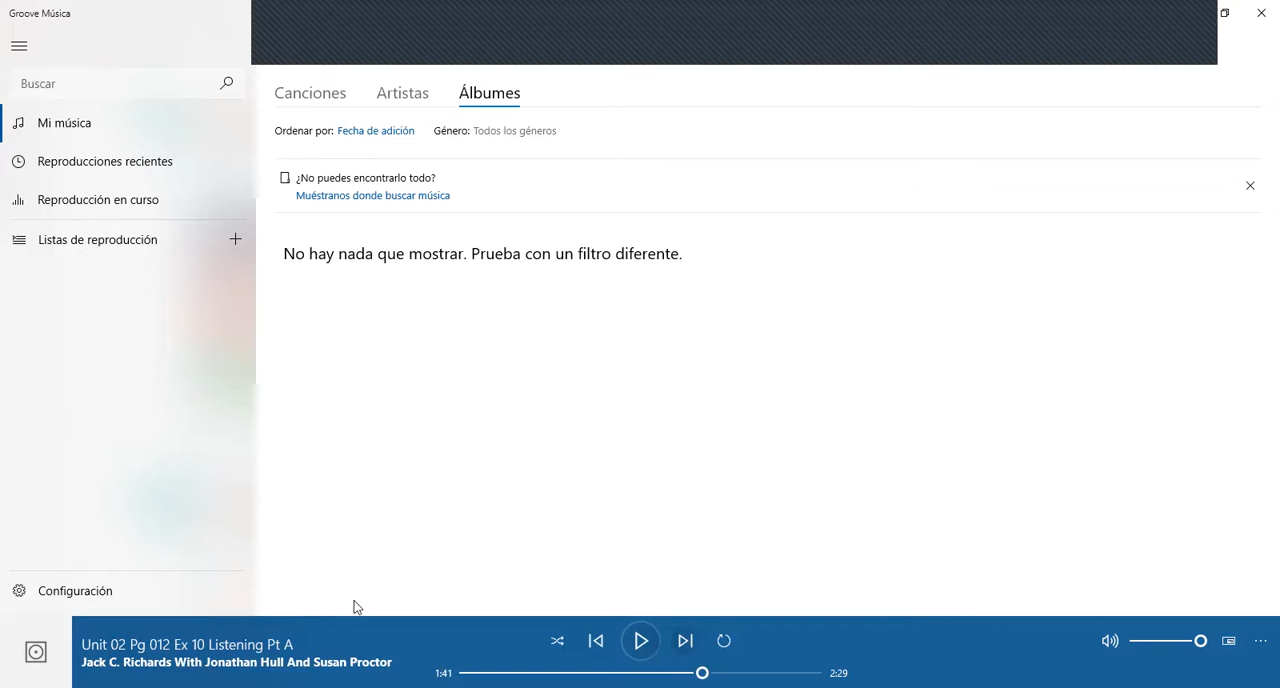 Groove Música
Buscar
Mi música
Reproducciones recientes
Reproducción en curso
Listas de reproducción
Configuración
Canciones Artistas Álbumes
Ordenar por: Fecha de adición Género: Todos los géneros
¿No puedes encontrarlo todo?
Muéstranos donde buscar música
No hay nada que mostrar. Prueba con un filtro diferente.
Unit 02 Pg 012 Ex 10 Listening Pt A
Jack C. Richards With Jonathan Hull And Susan Proctor
1:41 2:29